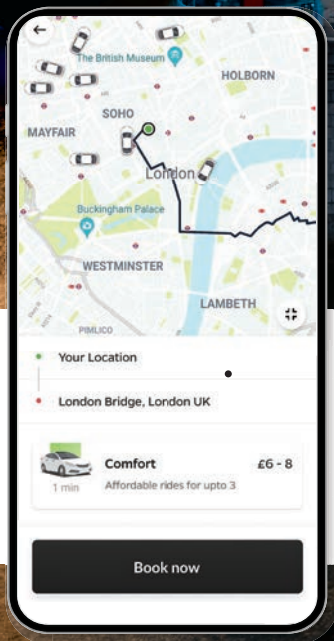 The British Museum
HOLBORN
SOHO
MAYFAIR
London
Buckingham Palace
WESTMINSTER
LAMBETH
PIMLICO
Your Location
London Bridge, London UK
Comfort
£6 - 8
1 min
Affordable rides for upto 3
Book now